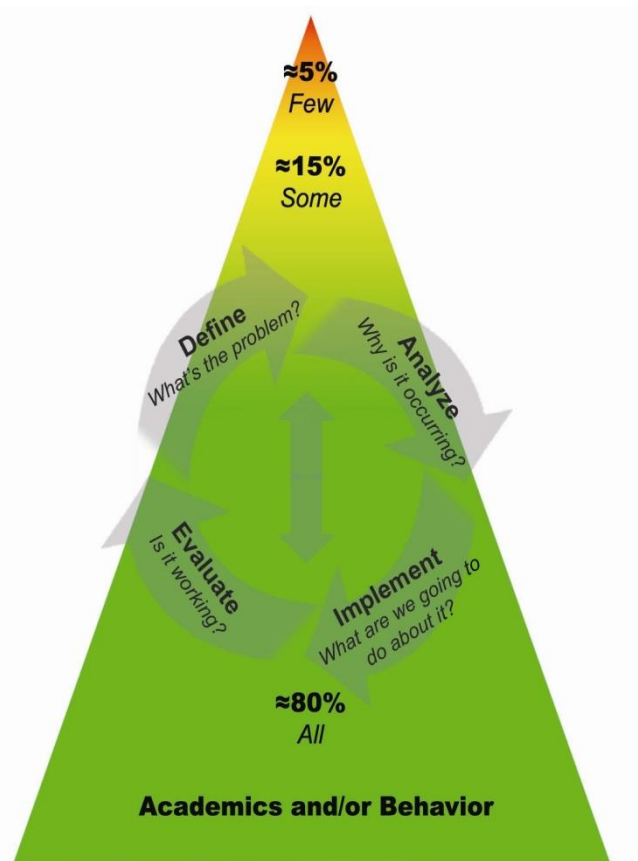 ≈5%
Few
≈15%
Some
Define
What's the problem?
Analyze
Why is it occurring?
Implement
What are we going to
do about it?
Evaluate
Is it working?
≈80%
All
Academics and/or Behavior